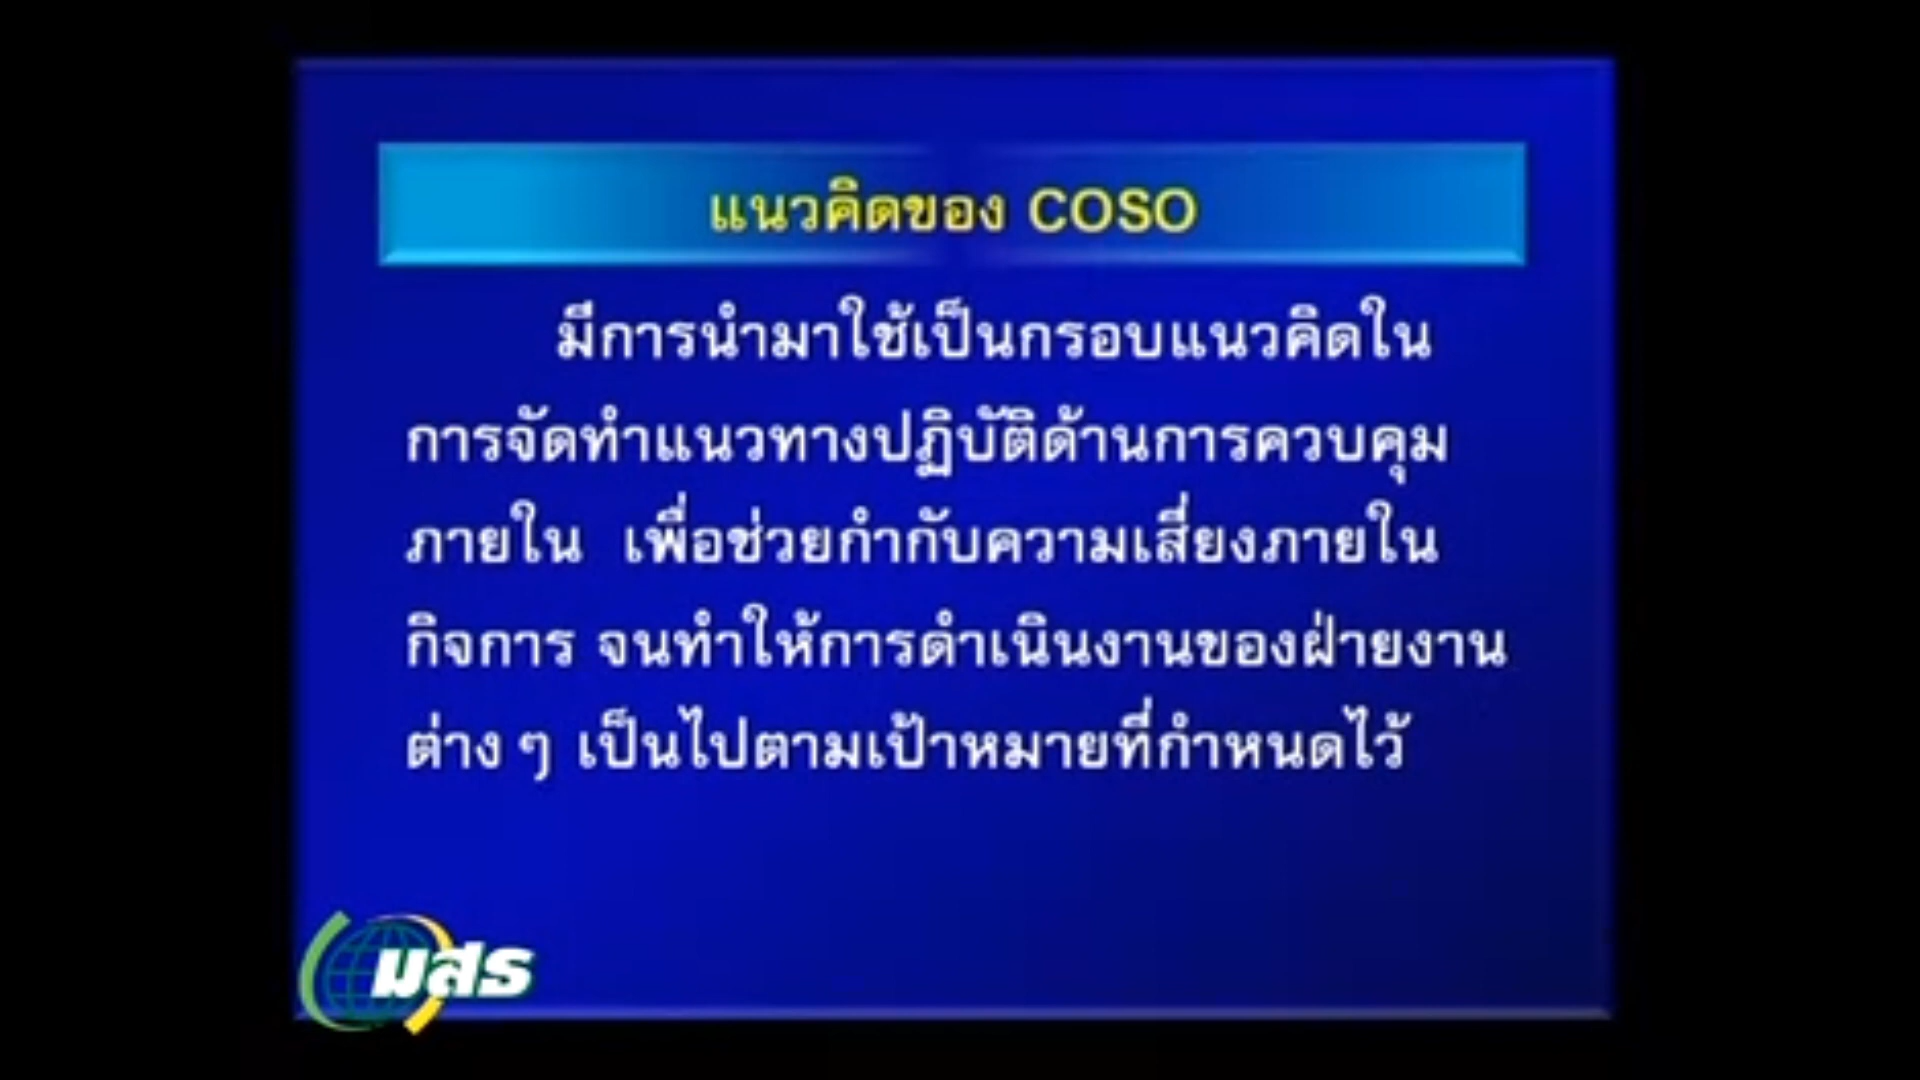 แนวคิดของ COSO
มีการนำมาใช้เป็นกรอบแนวคิดใน
การจัดทำแนวทางปฏิบัติด้านการควบคุม
ภายใน เพื่อช่วยกำกับความเสี่ยงภายใน
กิจการ จนทำให้การดำเนินงานของฝ่ายงาน
ต่าง ๆ เป็นไปตามเป้าหมายที่กำหนดไว้
มสธ